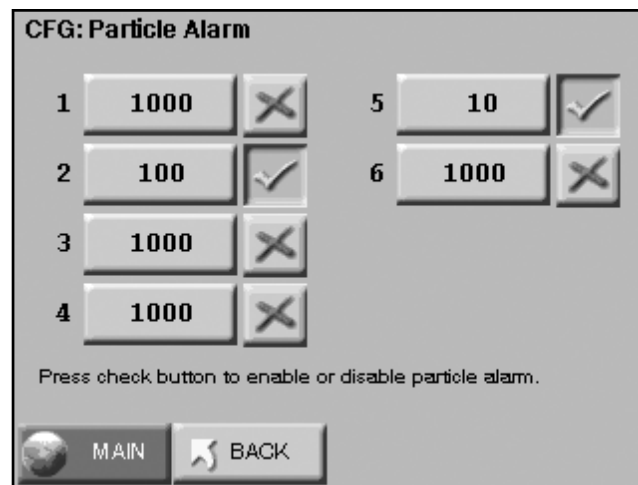 CFG: Particle Alarm
1 1000
2 100
3 1000
4 1000
5 10
6 1000
Press check button to enable or disable particle alarm.
MAIN BACK